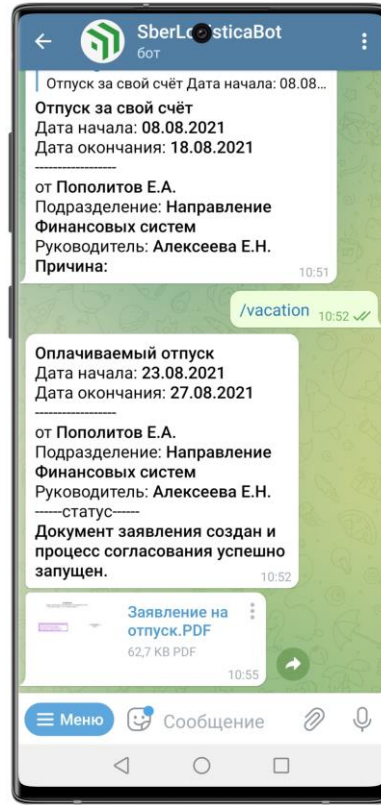 SberLogisticaBot
бот
Отпуск за свой счёт Дата начала: 08.08...
Отпуск за свой счёт
Дата начала: 08.08.2021
Дата окончания: 18.08.2021
------------------
от Пополитов Е.А.
Подразделение: Направление
Финансовых систем
Руководитель: Алексеева Е.Н.
Причина:
10:51
/vacation 10:52
Оплачиваемый отпуск
Дата начала: 23.08.2021
Дата окончания: 27.08.2021
------------------
от Пополитов Е.А.
Подразделение: Направление
Финансовых систем
Руководитель: Алексеева Е.Н.
------статус------
Документ заявления создан и
процесс согласования успешно
запущен.
10:52
Заявление на
отпуск.PDF
62,7 KB PDF
10:55
Меню Сообщение